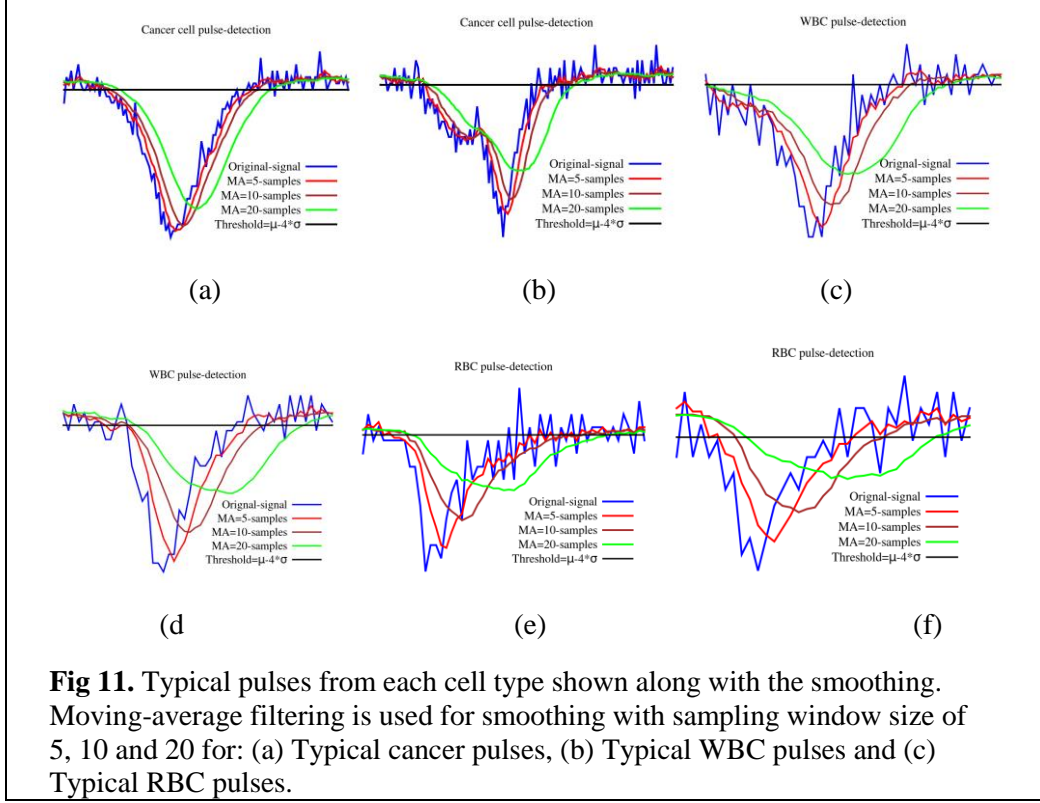 Cancer cell pulse-detection
Original-signal
MA=5-samples
MA=10-samples
MA=20-samples
Threshold=μ-4*σ
(a)
Cancer cell pulse-detection
Original-signal
MA=5-samples
MA=10-samples
MA=20-samples
Threshold=μ-4*σ
(b)
WBC pulse-detection
Orignal-signal
MA=5-samples
MA=10-samples
MA=20-samples
Threshold=μ-4*σ
(c)
WBC pulse-detection
Orignal-signal
MA=5-samples
MA=10-samples
MA=20-samples
Threshold=μ-4*σ
(d
RBC pulse-detection
Orignal-signal
MA=5-samples
MA=10-samples
MA=20-samples
Threshold=μ-4*σ
(e)
RBC pulse-detection
Orignal-signal
MA=5-samples
MA=10-samples
MA=20-samples
Threshold=μ-4*σ
(f)
Fig 11. Typical pulses from each cell type shown along with the smoothing.
Moving-average filtering is used for smoothing with sampling window size of
5, 10 and 20 for: (a) Typical cancer pulses, (b) Typical WBC pulses and (c)
Typical RBC pulses.